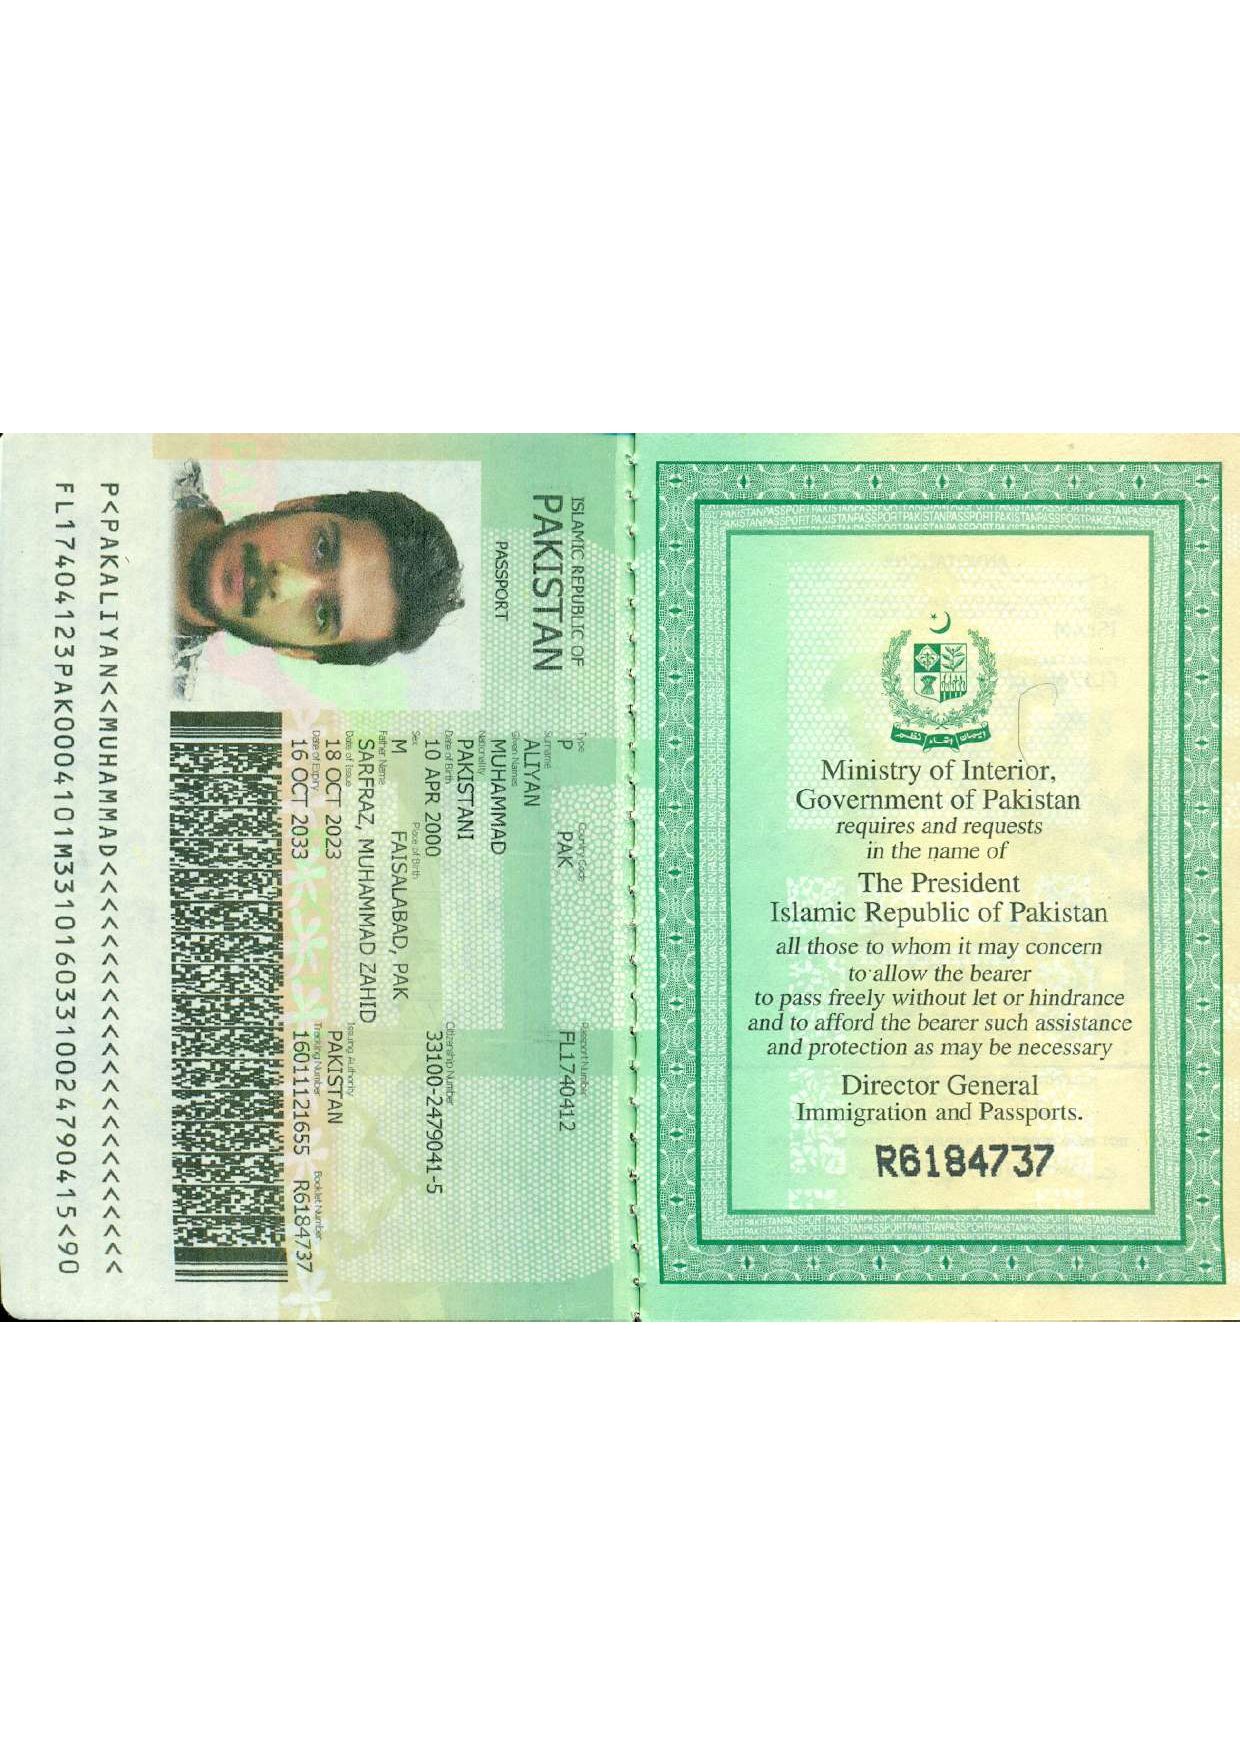 ISLAMIC REPUBLIC OF
PAKISTAN
PASSPORT
Type Country Code Passport Number
P PAK FL1740412
Surname
ALIYAN
Given Names
MUHAMMAD
Nationality
PAKISTANI
Date of Birth Citizenship Number
10 APR 2000 33100-2479041-5
Sex Place of Birth
M FAISALABAD, PAK
Father Name
SARFRAZ, MUHAMMAD ZAHID
Date of Issue Issuing Authority
18 OCT 2023 PAKISTAN
Date of Expiry Tracking Number Booklet Number
16 OCT 2033 16011121655 R6184737
P<PAKALIYAN<<MUHAMMAD<<<<<<<<<<<<<<<<<<<<<<<
FL17404123PAK0004101M33101603310024790415<90
ایمان اتحاد نظم
Ministry of Interior,
Government of Pakistan
requires and requests
in the name of
The President
Islamic Republic of Pakistan
all those to whom it may concern
to allow the bearer
to pass freely without let or hindrance
and to afford the bearer such assistance
and protection as may be necessary
Director General
Immigration and Passports.
R6184737